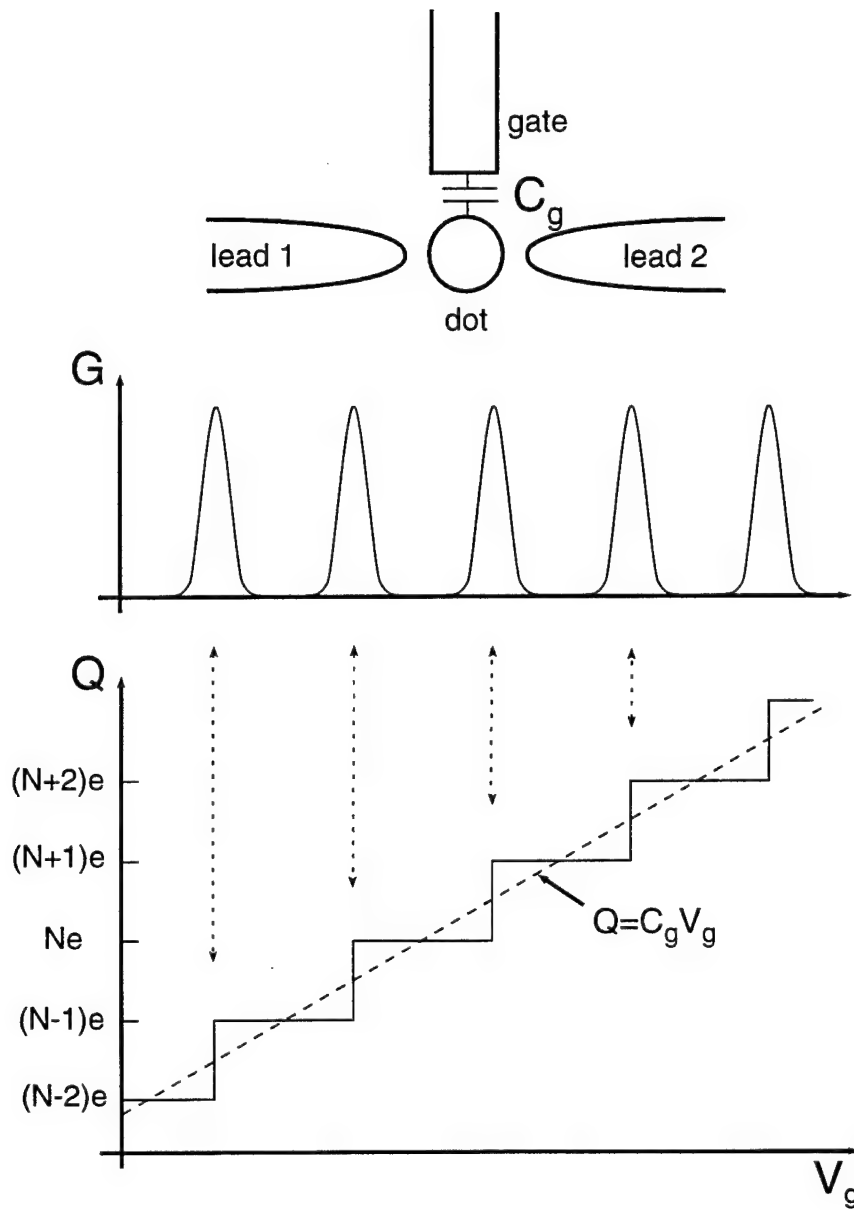 gate
C_g
lead 1
lead 2
dot
G
Q
(N+2)e
(N+1)e
Ne
Q=C_gV_g
(N-1)e
(N-2)e
V_g